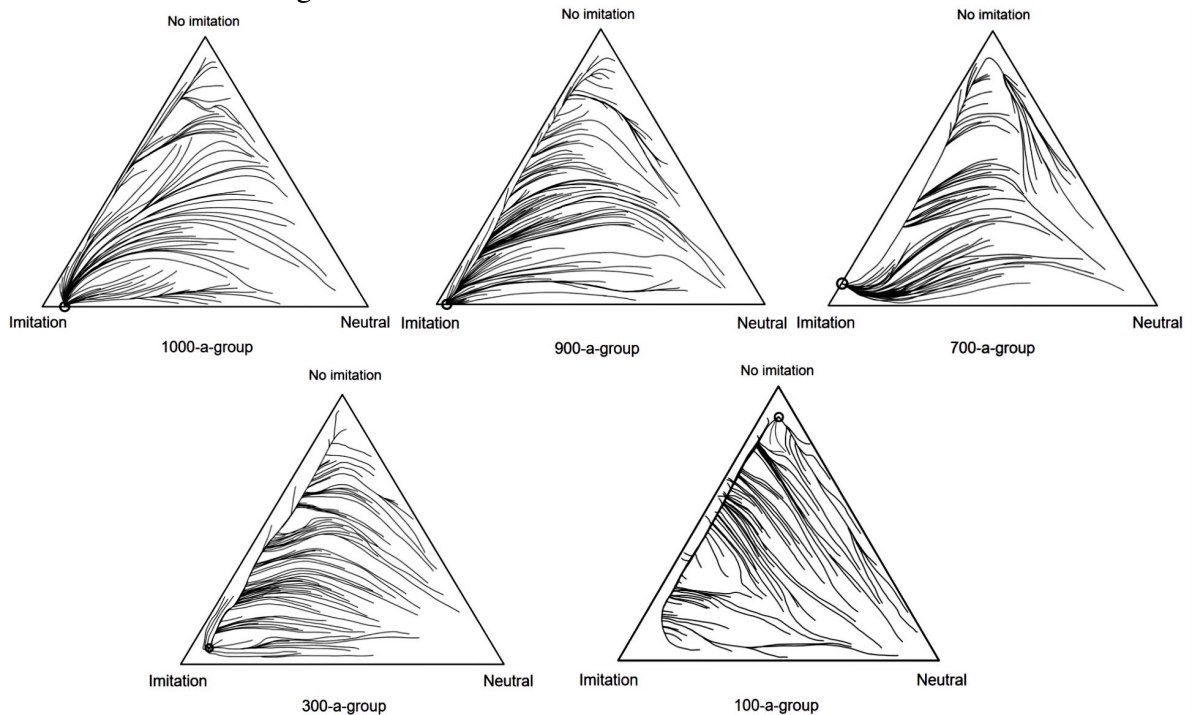 No imitation
No imitation
No imitation
Imitation
Neutral
Imitation
Neutral
Imitation
Neutral
1000-a-group
900-a-group
700-a-group
No imitation
No imitation
Imitation
Neutral
Imitation
Neutral
300-a-group
100-a-group